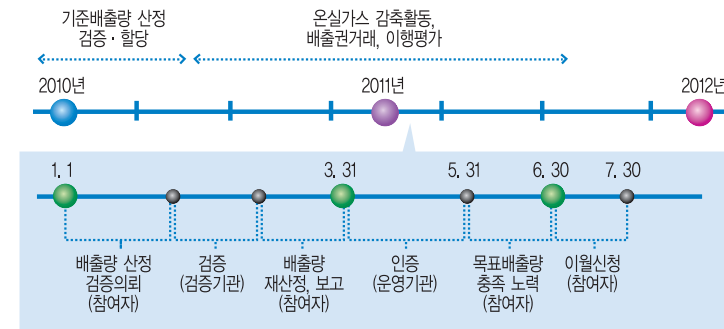 기준배출량 산정
검증·할당
온실가스 감축활동,
배출권거래, 이행평가
2010년
2011년
2012년
1. 1
3. 31
5. 31
6. 30
7. 30
배출량 산정
검증의뢰
(참여자)
검증
(검증기관)
배출량
재산정, 보고
(참여자)
인증
(운영기관)
목표배출량
충족 노력
(참여자)
이월신청
(참여자)